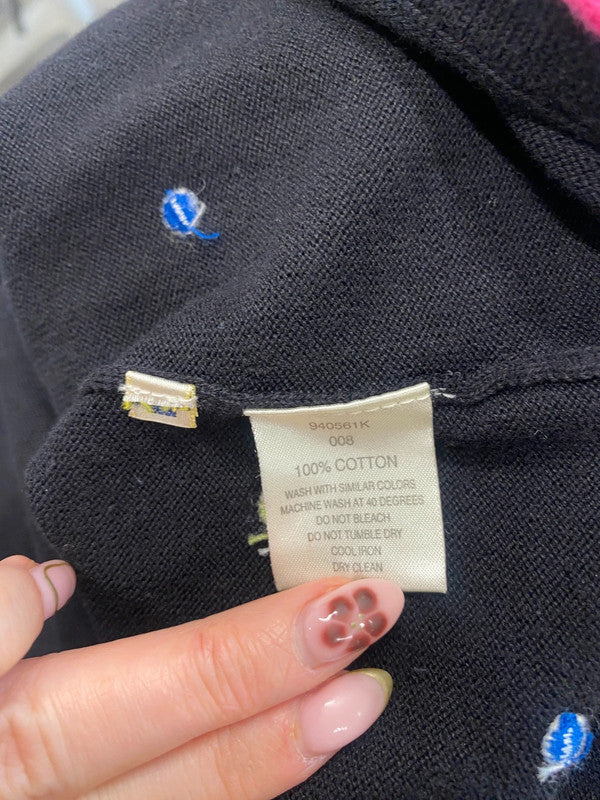 940561K
008
100% COTTON
WASH WITH SIMILAR COLORS
MACHINE WASH AT 40 DEGREES
DO NOT BLEACH
DO NOT TUMBLE DRY
COOL IRON
DRY CLEAN